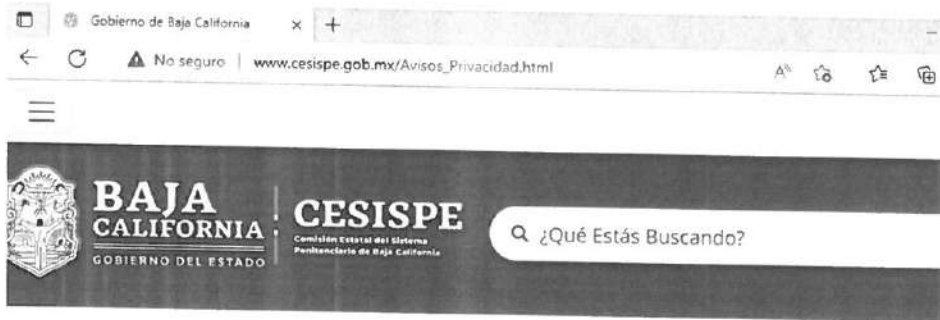 Gobierno de Baja California
No seguro | www.cesispe.gob.mx/Avisos_Privacidad.html
BAJA
CALIFORNIA
GOBIERNO DEL ESTADO
CESISPE
Comisión Estatal del Sistema
Penitenciario de Baja California
¿Qué Estás Buscando?